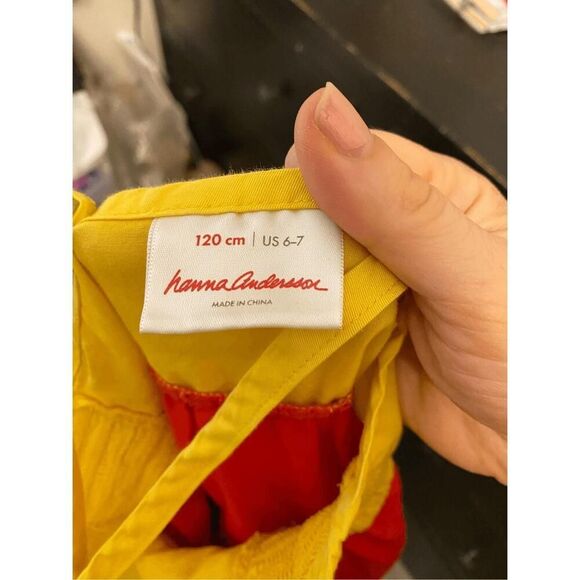 120 cm | US 6–7
hanna Andersson
MADE IN CHINA